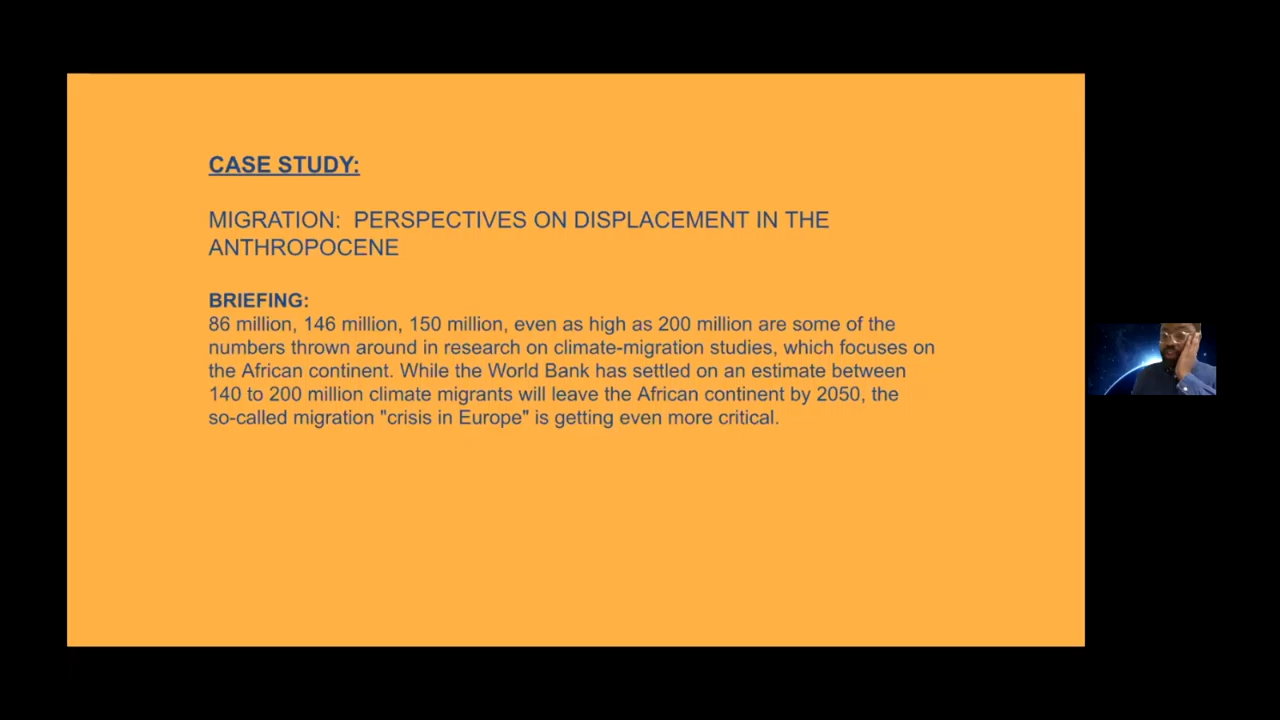 CASE STUDY:
MIGRATION:  PERSPECTIVES ON DISPLACEMENT IN THE
ANTHROPOCENE
BRIEFING:
86 million, 146 million, 150 million, even as high as 200 million are some of the
numbers thrown around in research on climate-migration studies, which focuses on
the African continent. While the World Bank has settled on an estimate between
140 to 200 million climate migrants will leave the African continent by 2050, the
so-called migration "crisis in Europe" is getting even more critical.